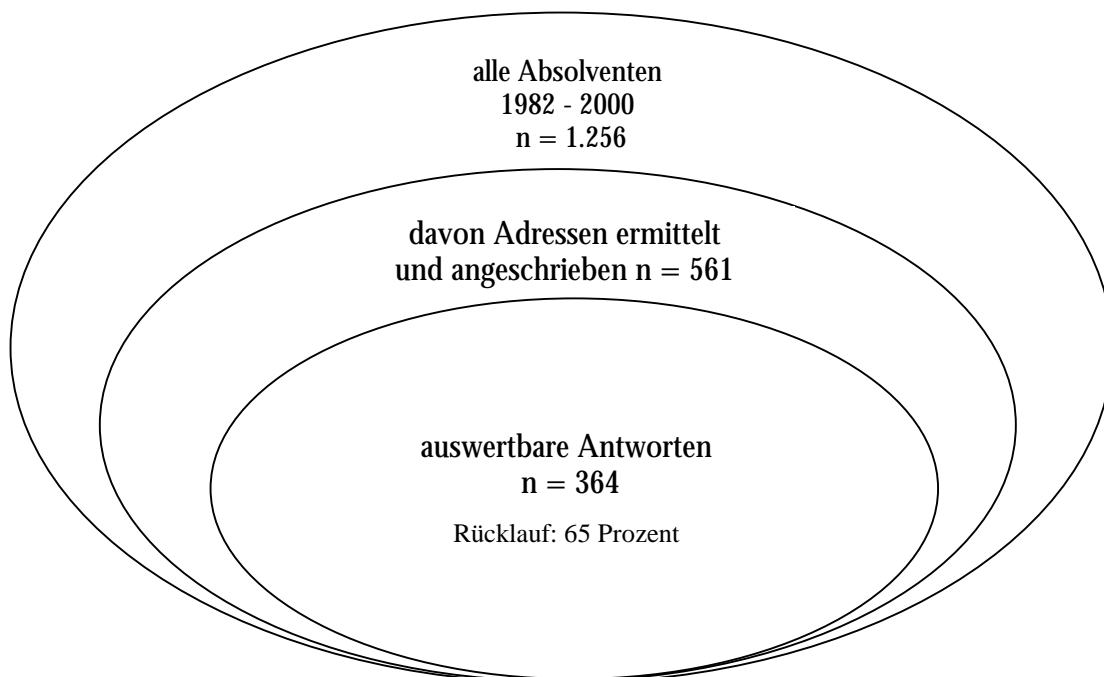 alle Absolventen
1982 - 2000
n = 1.256
davon Adressen ermittelt
und angeschrieben n = 561
auswertbare Antworten
n = 364
Rücklauf: 65 Prozent